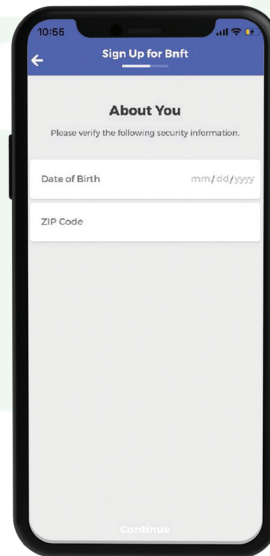 10:56
Sign Up for Bnft
About You
Please verify the following security information.
Date of Birth mm/dd/yyyy
ZIP Code
Continue